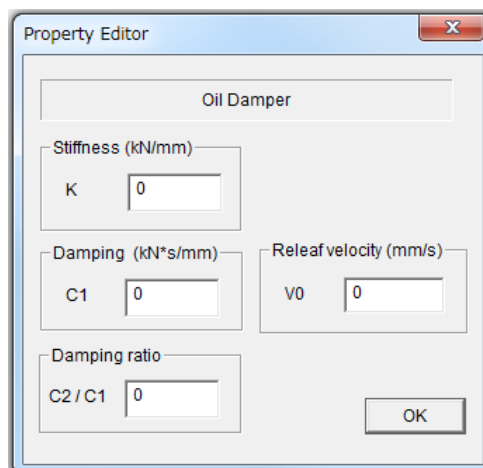 Property Editor
Oil Damper
Stiffness (kN/mm)
K 0
Damping (kN*s/mm)
C1 0
Releaf velocity (mm/s)
V0 0
Damping ratio
C2 / C1 0
OK